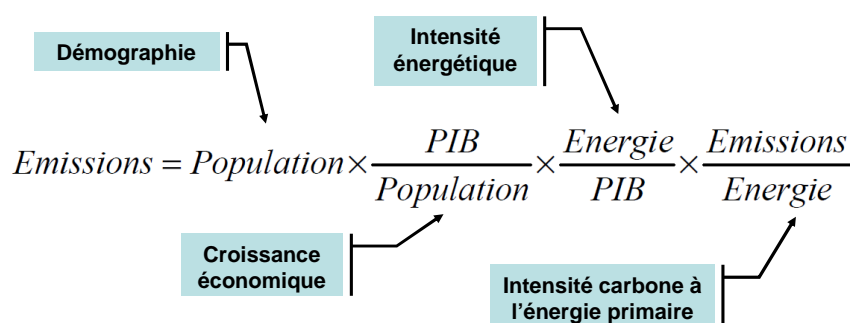 Démographie
Intensité
énergétique
Emissions = Population × PIB / Population × Energie / PIB × Emissions / Energie
Croissance
économique
Intensité carbone à
l'énergie primaire